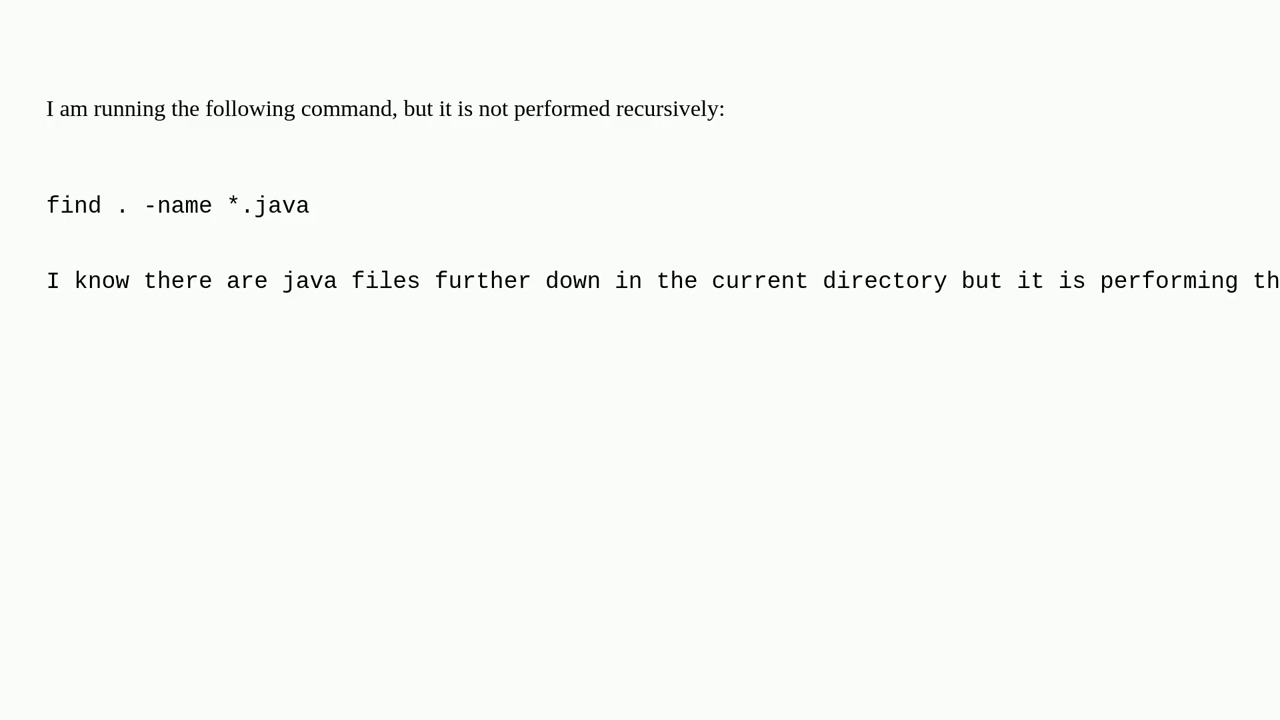 I am running the following command, but it is not performed recursively:
find . -name *.java
I know there are java files further down in the current directory but it is performing